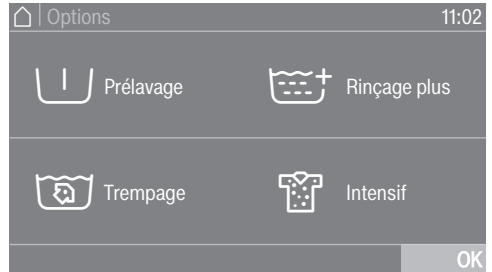 Options 11:02
Prélavage Rinçage plus
Trempage Intensif
OK